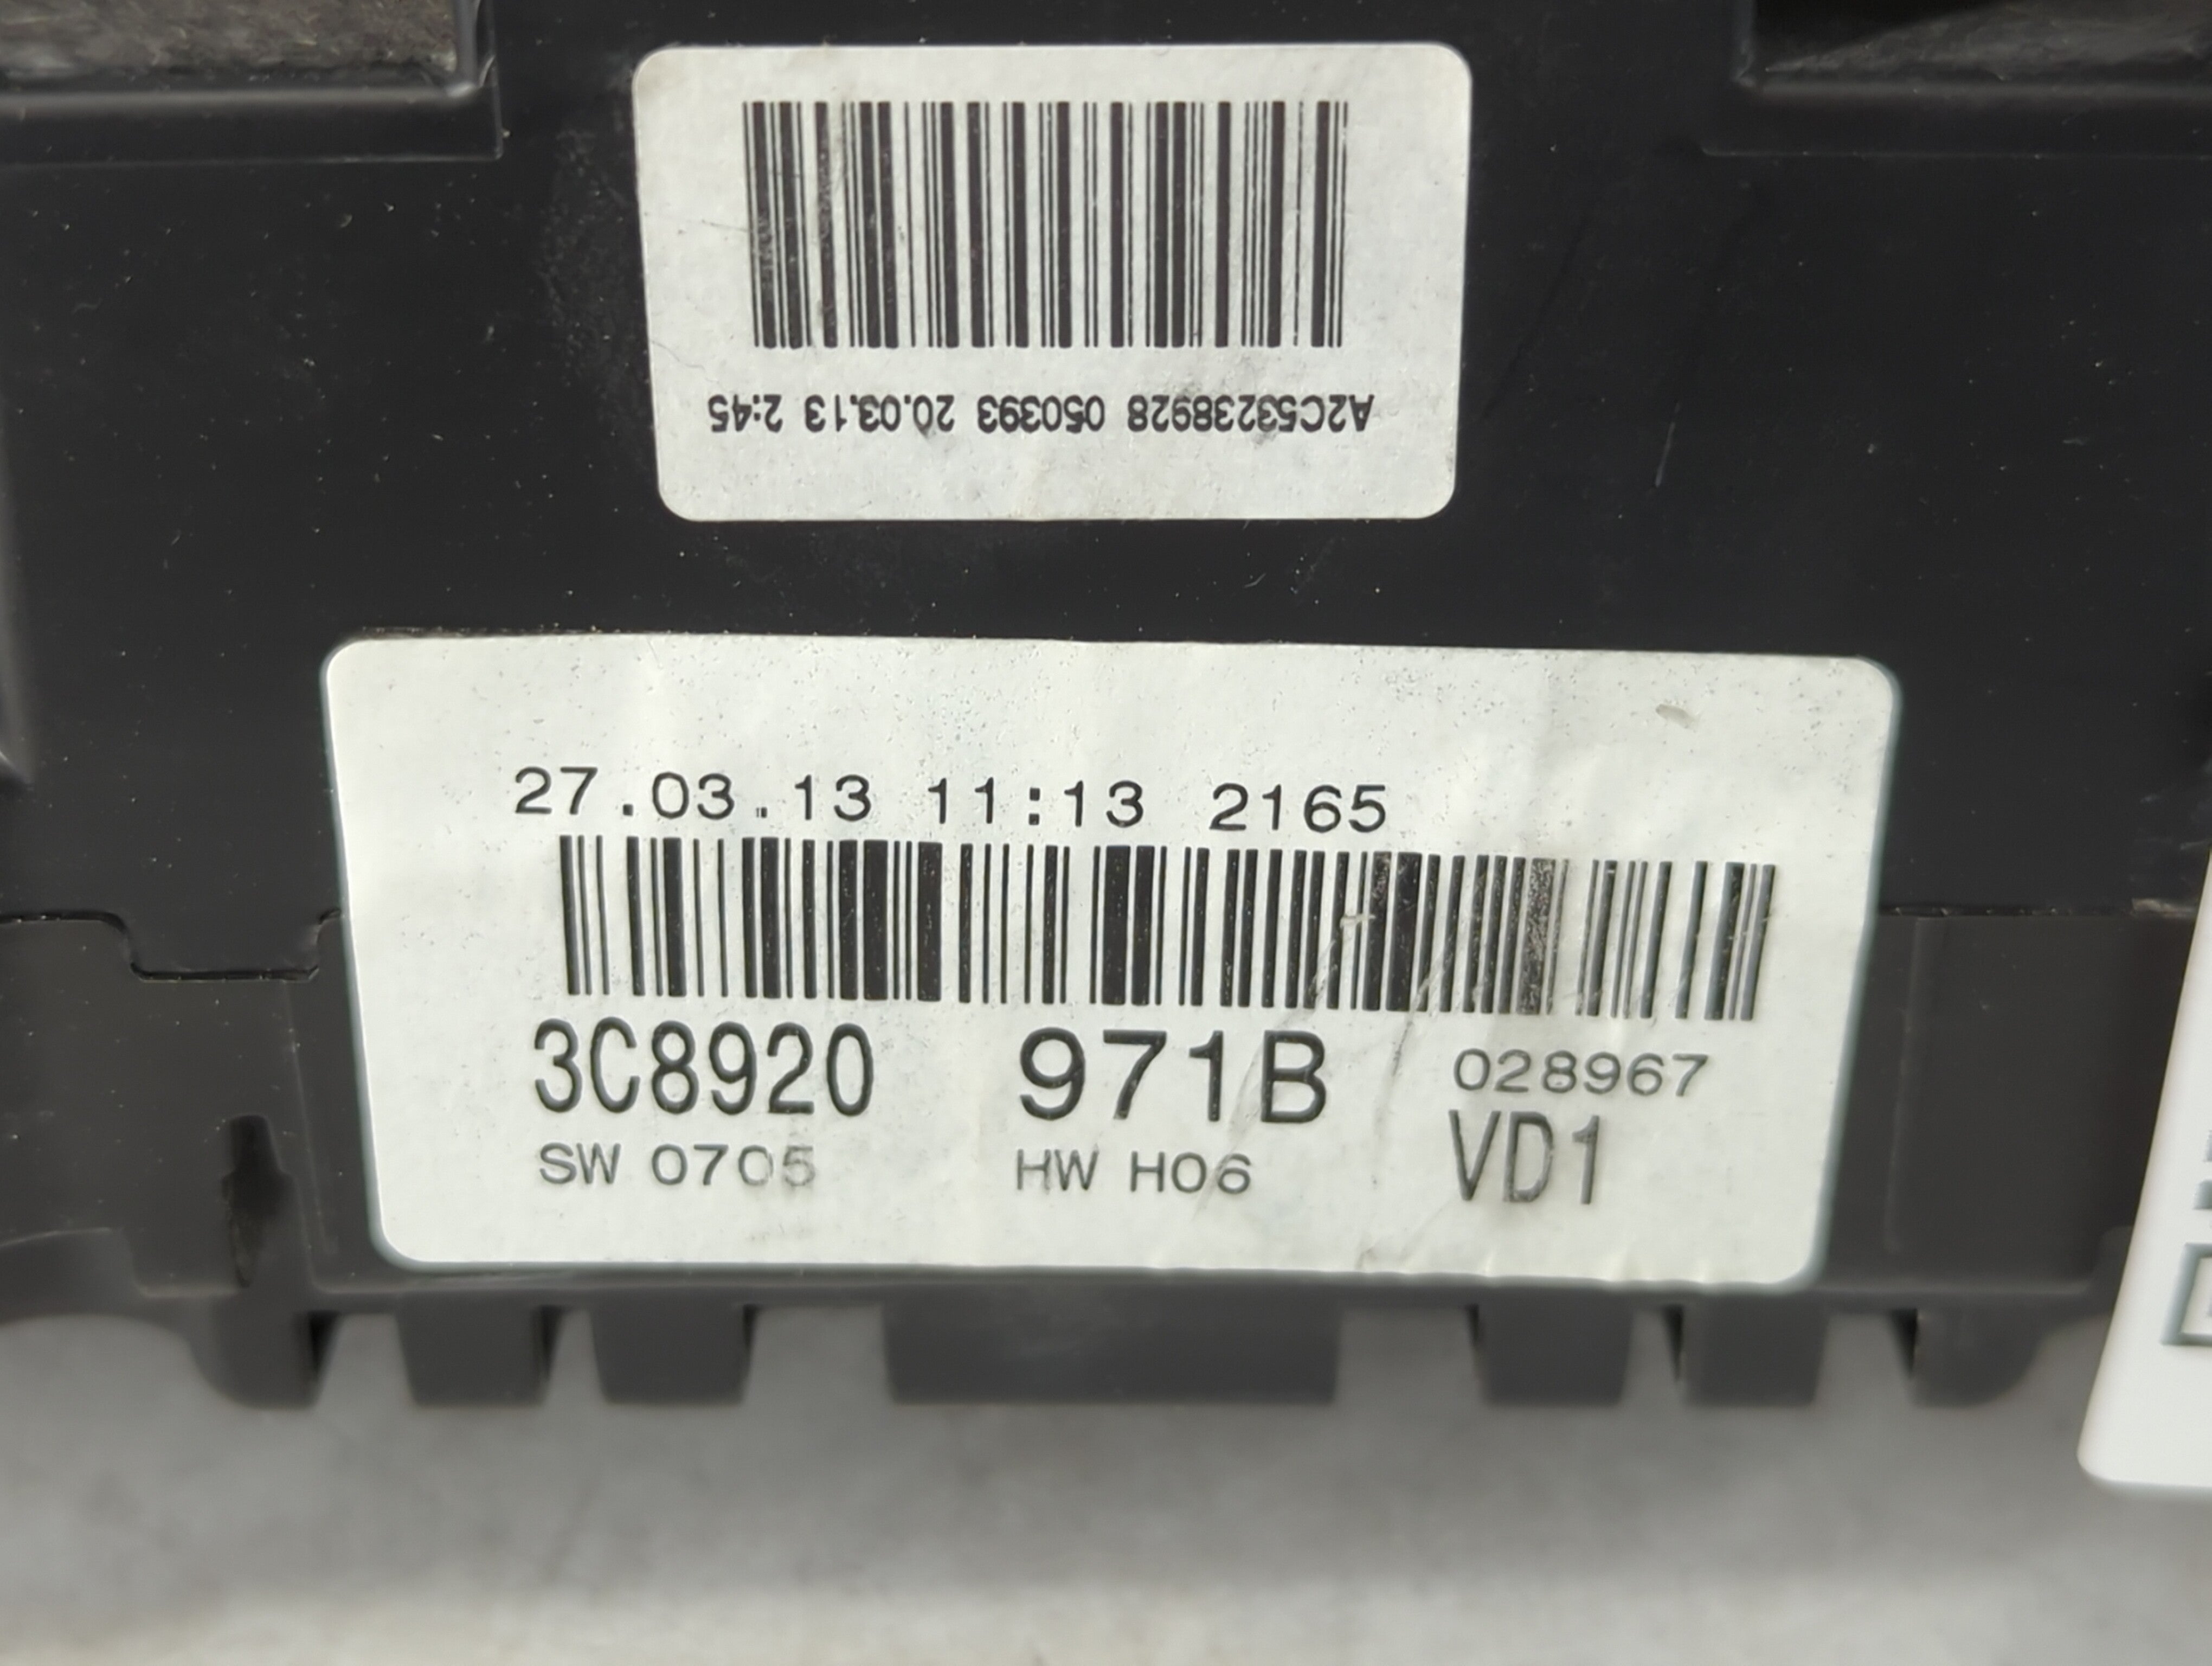 A2C53238928 050393 20.03.13 2:45
27.03.13 11:13 2165
3C8920 971B 028967
SW 0705 HW H06 VD1